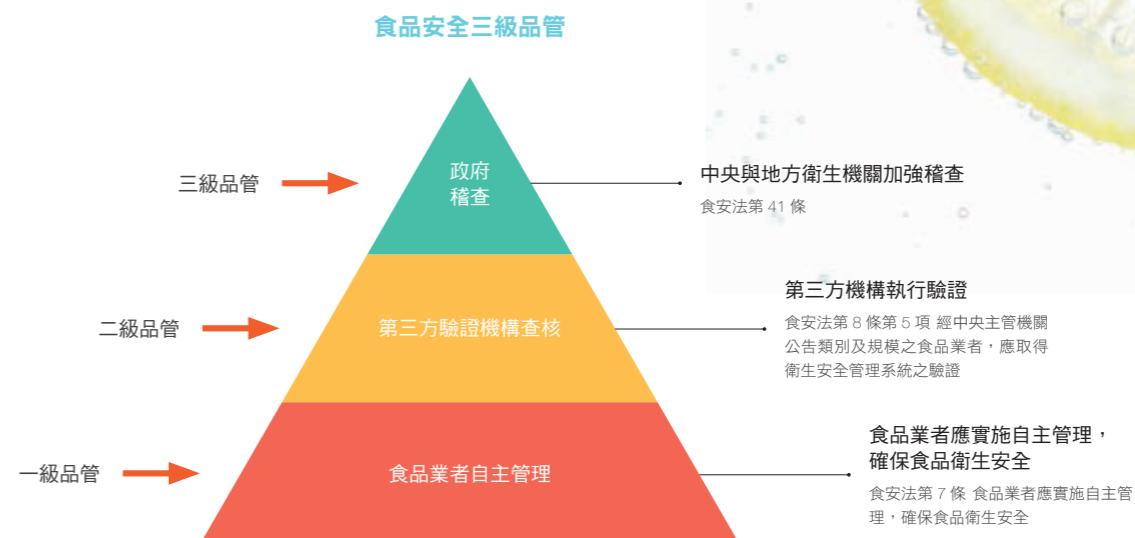 食品安全三級品管
三級品管
政府
稽查
中央與地方衛生機關加強稽查
食安法第 41 條
二級品管
第三方驗證機構查核
第三方機構執行驗證
食安法第 8 條第 5 項 經中央主管機關
公告類別及規模之食品業者，應取得
衛生安全管理系統之驗證
一級品管
食品業者自主管理
食品業者應實施自主管理，
確保食品衛生安全
食安法第 7 條 食品業者應實施自主管
理，確保食品衛生安全